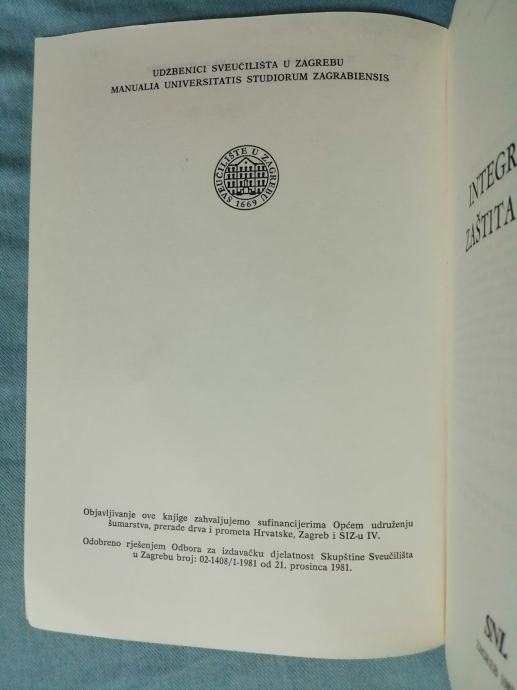 UDŽBENICI SVEUČILIŠTA U ZAGREBU
MANUALIA UNIVERSITATIS STUDIORUM ZAGRABIENSIS
SVEUČILIŠTE U ZAGREBU
1669
Objavljivanje ove knjige zahvaljujemo sufinancijerima Općem udruženju
šumarstva, prerade drva i prometa Hrvatske, Zagreb i SIZ-u IV.
Odobreno rješenjem Odbora za izdavačku djelatnost Skupštine Sveučilišta
u Zagrebu broj: 02-1408/1-1981 od 21. prosinca 1981.
INTEGR
ZAŠTITA
SNL